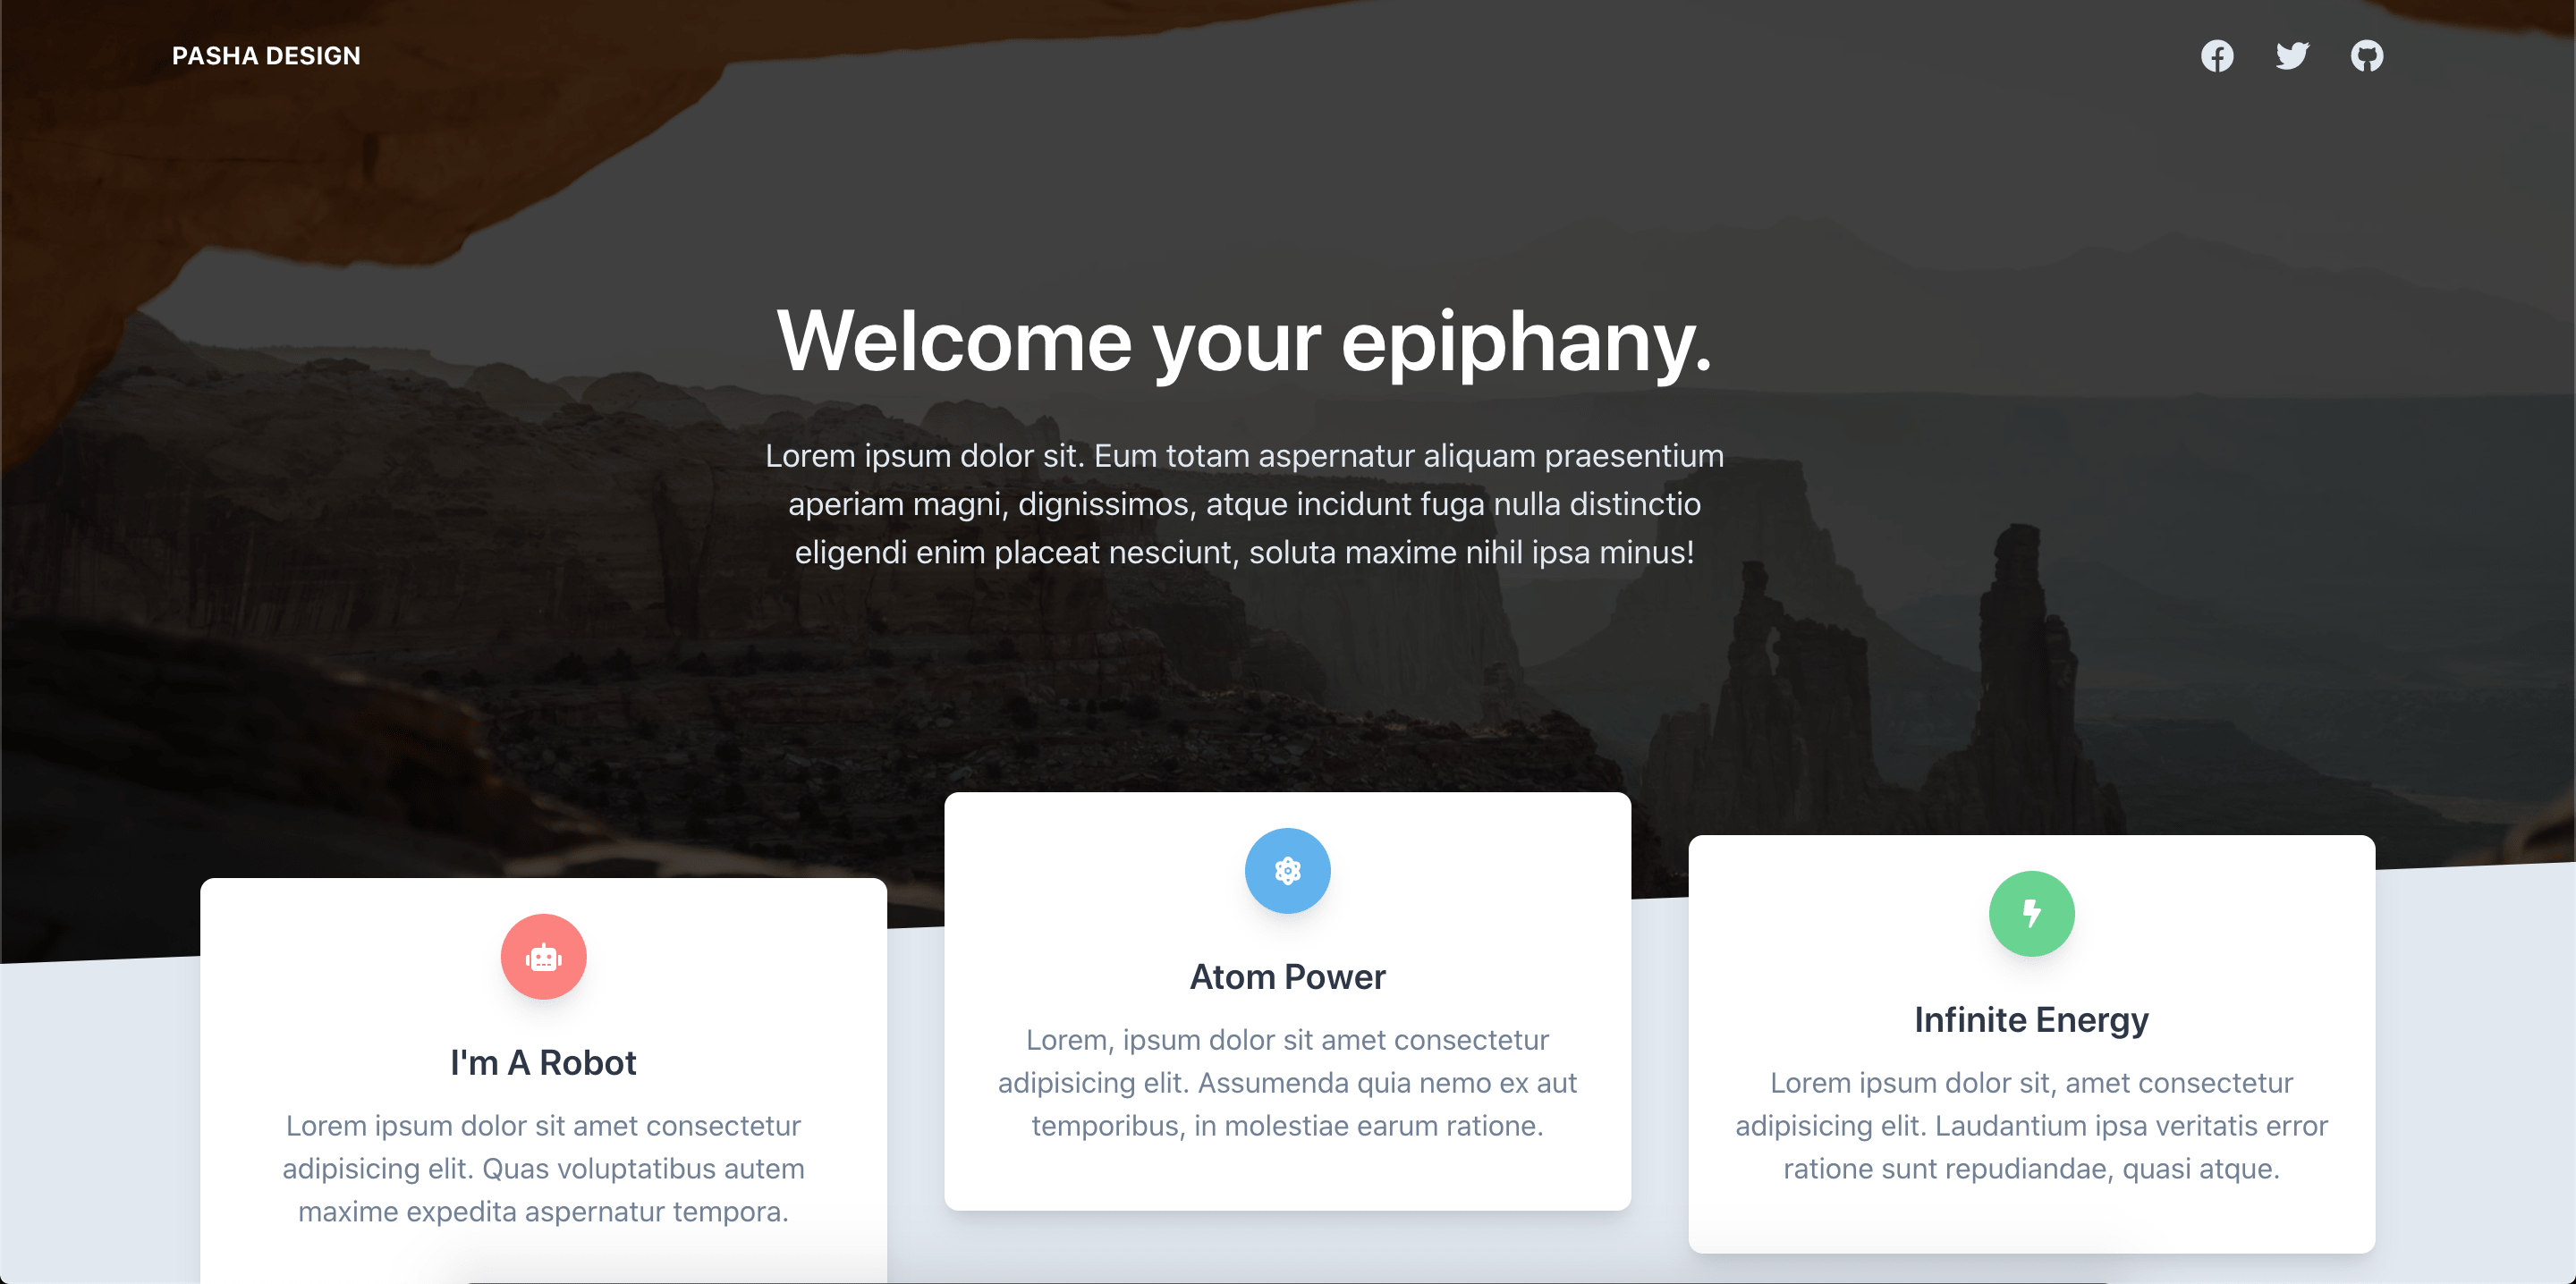 PASHA DESIGN
Welcome your epiphany.
Lorem ipsum dolor sit. Eum totam aspernatur aliquam praesentium
aperiam magni, dignissimos, atque incidunt fuga nulla distinctio
eligendi enim placeat nesciunt, soluta maxime nihil ipsa minus!
I'm A Robot
Lorem ipsum dolor sit amet consectetur
adipisicing elit. Quas voluptatibus autem
maxime expedita aspernatur tempora.
Atom Power
Lorem, ipsum dolor sit amet consectetur
adipisicing elit. Assumenda quia nemo ex aut
temporibus, in molestiae earum ratione.
Infinite Energy
Lorem ipsum dolor sit, amet consectetur
adipisicing elit. Laudantium ipsa veritatis error
ratione sunt repudiandae, quasi atque.